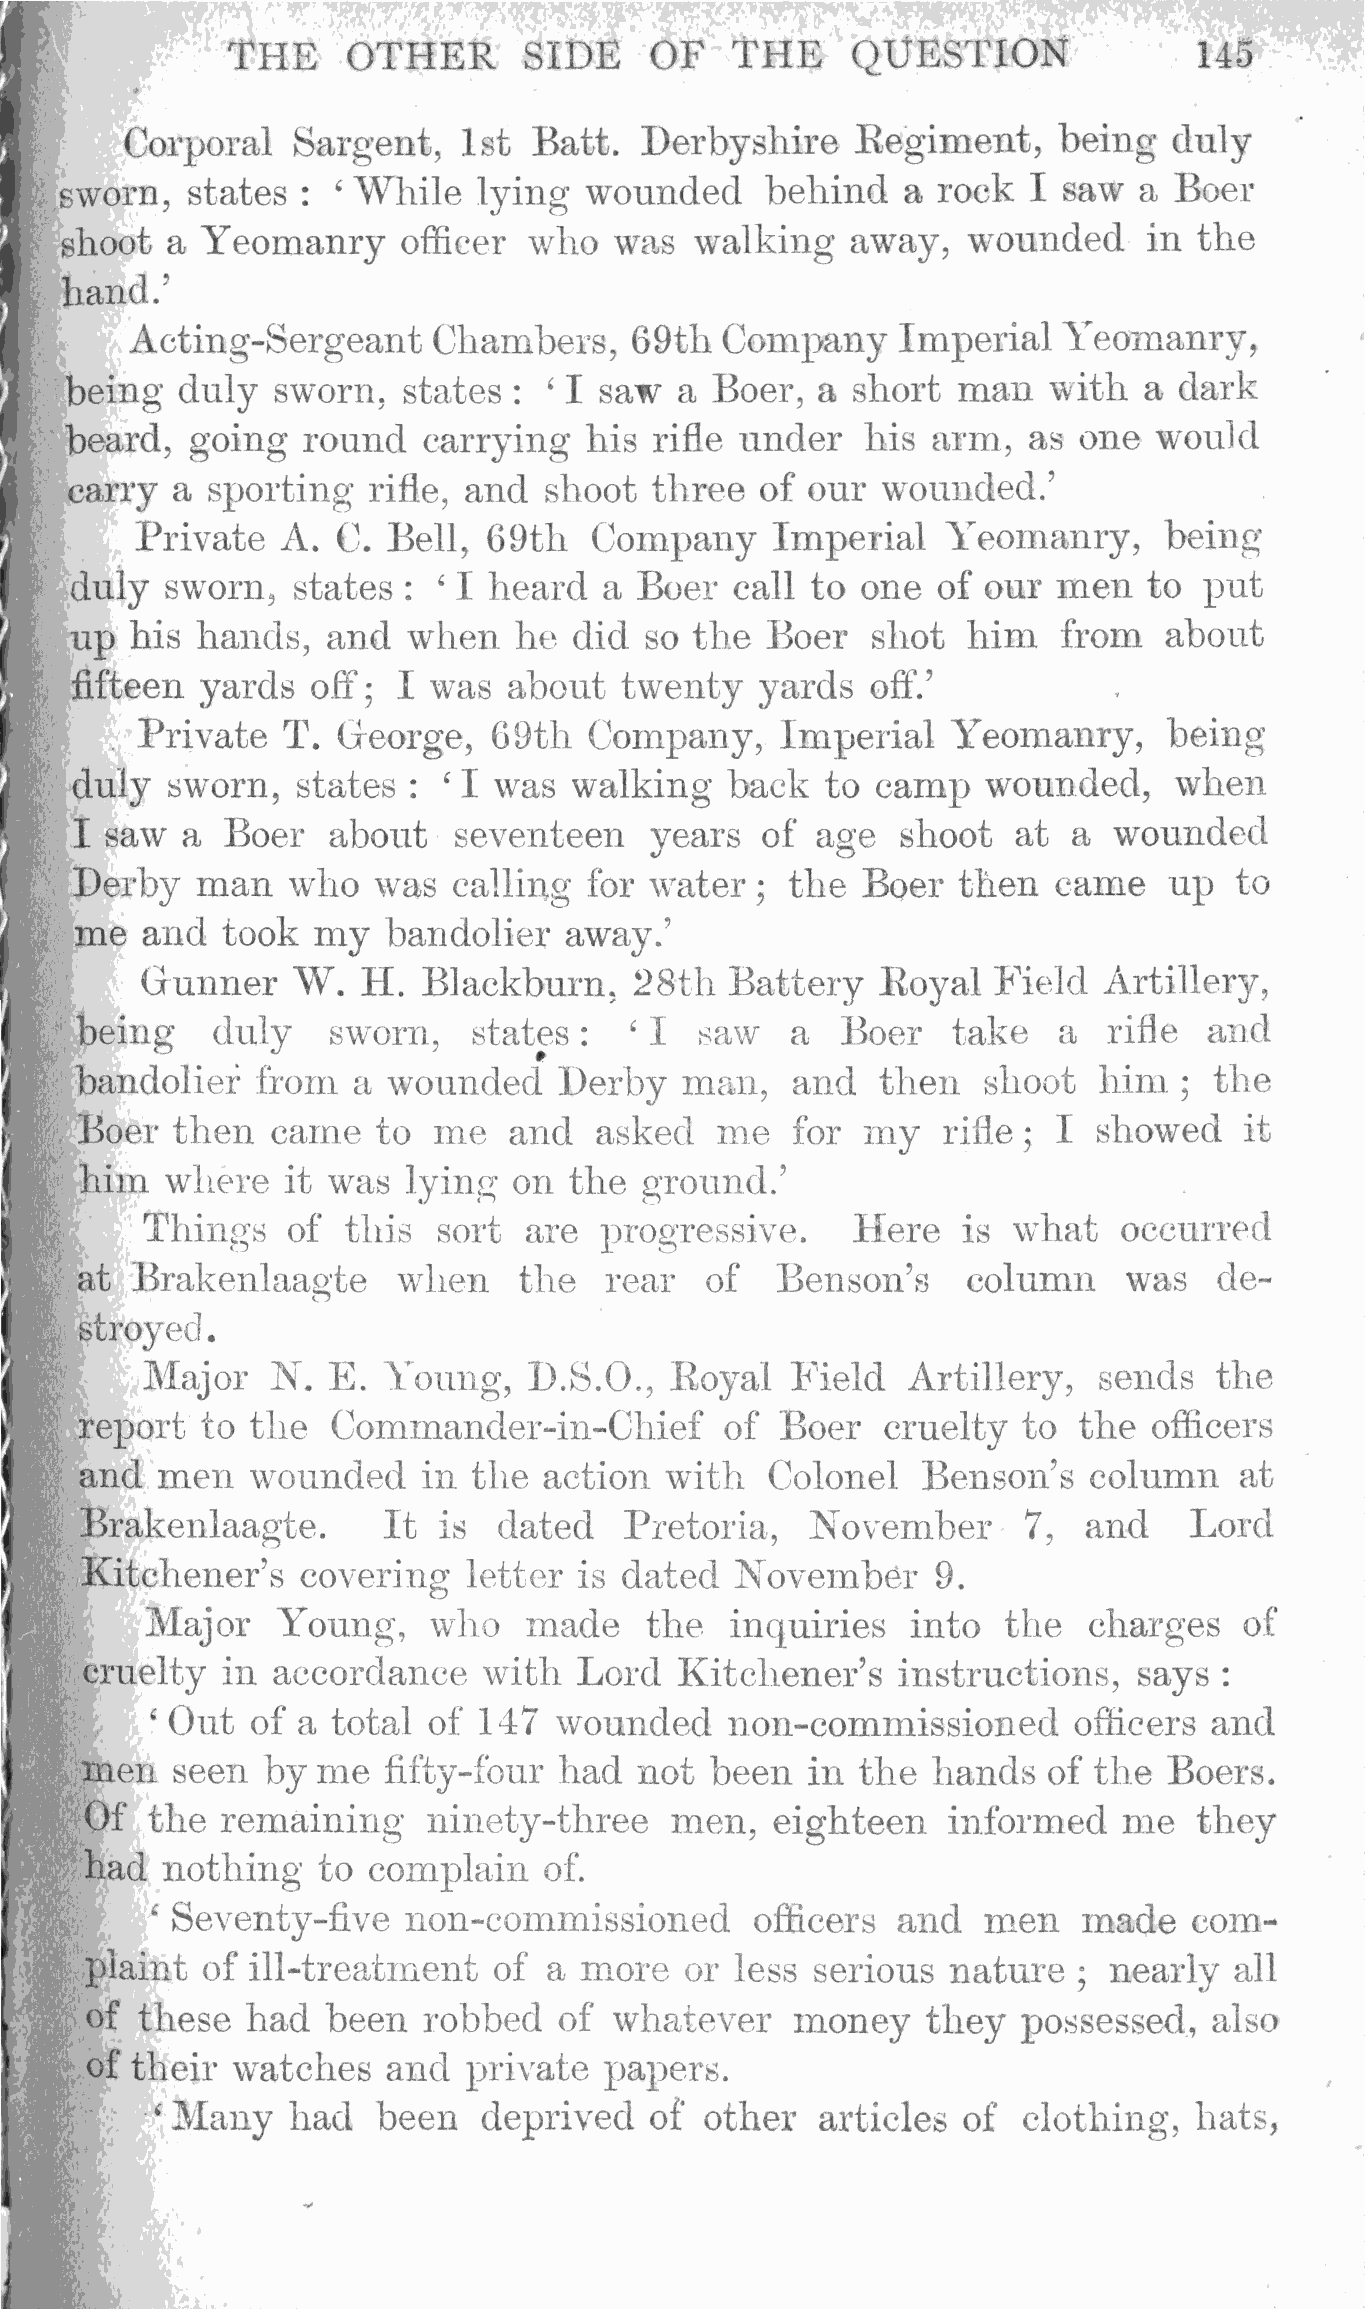 THE OTHER SIDE OF THE QUESTION 145
Corporal Sargent, 1st Batt. Derbyshire Regiment, being duly
sworn, states : ‘ While lying wounded behind a rock I saw a Boer
shoot a Yeomanry officer who was walking away, wounded in the
hand.’
Acting-Sergeant Chambers, 69th Company Imperial Yeomanry,
being duly sworn, states : ‘ I saw a Boer, a short man with a dark
beard, going round carrying his rifle under his arm, as one would
carry a sporting rifle, and shoot three of our wounded.’
Private A. C. Bell, 69th Company Imperial Yeomanry, being
duly sworn, states : ‘ I heard a Boer call to one of our men to put
up his hands, and when he did so the Boer shot him from about
fifteen yards off ; I was about twenty yards off.’
Private T. George, 69th Company, Imperial Yeomanry, being
duly sworn, states : ‘ I was walking back to camp wounded, when
I saw a Boer about seventeen years of age shoot at a wounded
Derby man who was calling for water ; the Boer then came up to
me and took my bandolier away.’
Gunner W. H. Blackburn, 28th Battery Royal Field Artillery,
being duly sworn, states : ‘ I saw a Boer take a rifle and
bandolier from a wounded Derby man, and then shoot him ; the
Boer then came to me and asked me for my rifle ; I showed it
him where it was lying on the ground.’
Things of this sort are progressive. Here is what occurred
at Brakenlaagte when the rear of Benson’s column was de-
stroyed.
Major N. E. Young, D.S.O., Royal Field Artillery, sends the
report to the Commander-in-Chief of Boer cruelty to the officers
and men wounded in the action with Colonel Benson’s column at
Brakenlaagte. It is dated Pretoria, November 7, and Lord
Kitchener’s covering letter is dated November 9.
Major Young, who made the inquiries into the charges of
cruelty in accordance with Lord Kitchener’s instructions, says :
‘ Out of a total of 147 wounded non-commissioned officers and
men seen by me fifty-four had not been in the hands of the Boers.
Of the remaining ninety-three men, eighteen informed me they
had nothing to complain of.
‘ Seventy-five non-commissioned officers and men made com-
plaint of ill-treatment of a more or less serious nature ; nearly all
of these had been robbed of whatever money they possessed, also
of their watches and private papers.
‘ Many had been deprived of other articles of clothing, hats,